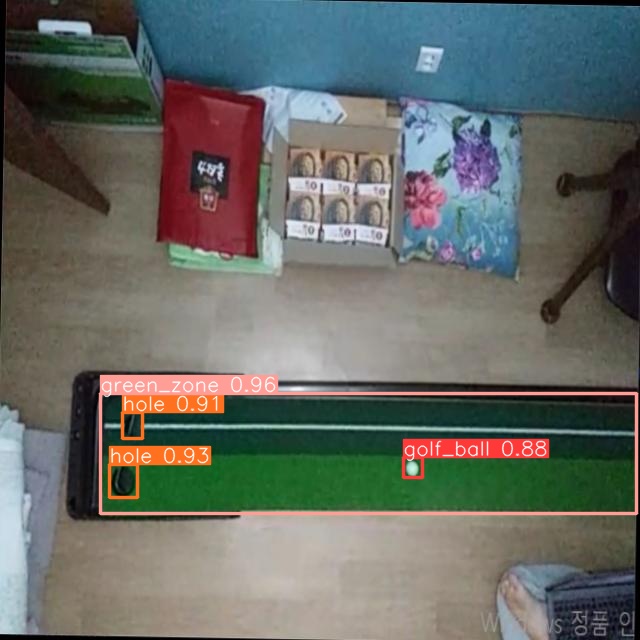 green_zone 0.96
hole 0.91
hole 0.93
golf_ball 0.88
Windows 정품 인